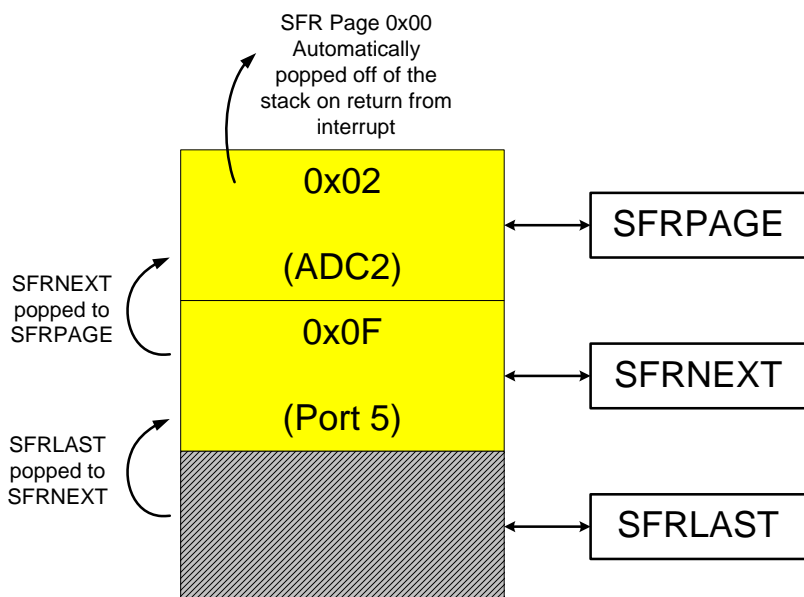 SFR Page 0x00
Automatically
popped off of the
stack on return from
interrupt
0x02
(ADC2)
SFRPAGE
SFRNEXT
popped to
SFRPAGE
0x0F
(Port 5)
SFRNEXT
SFRLAST
popped to
SFRNEXT
SFRLAST